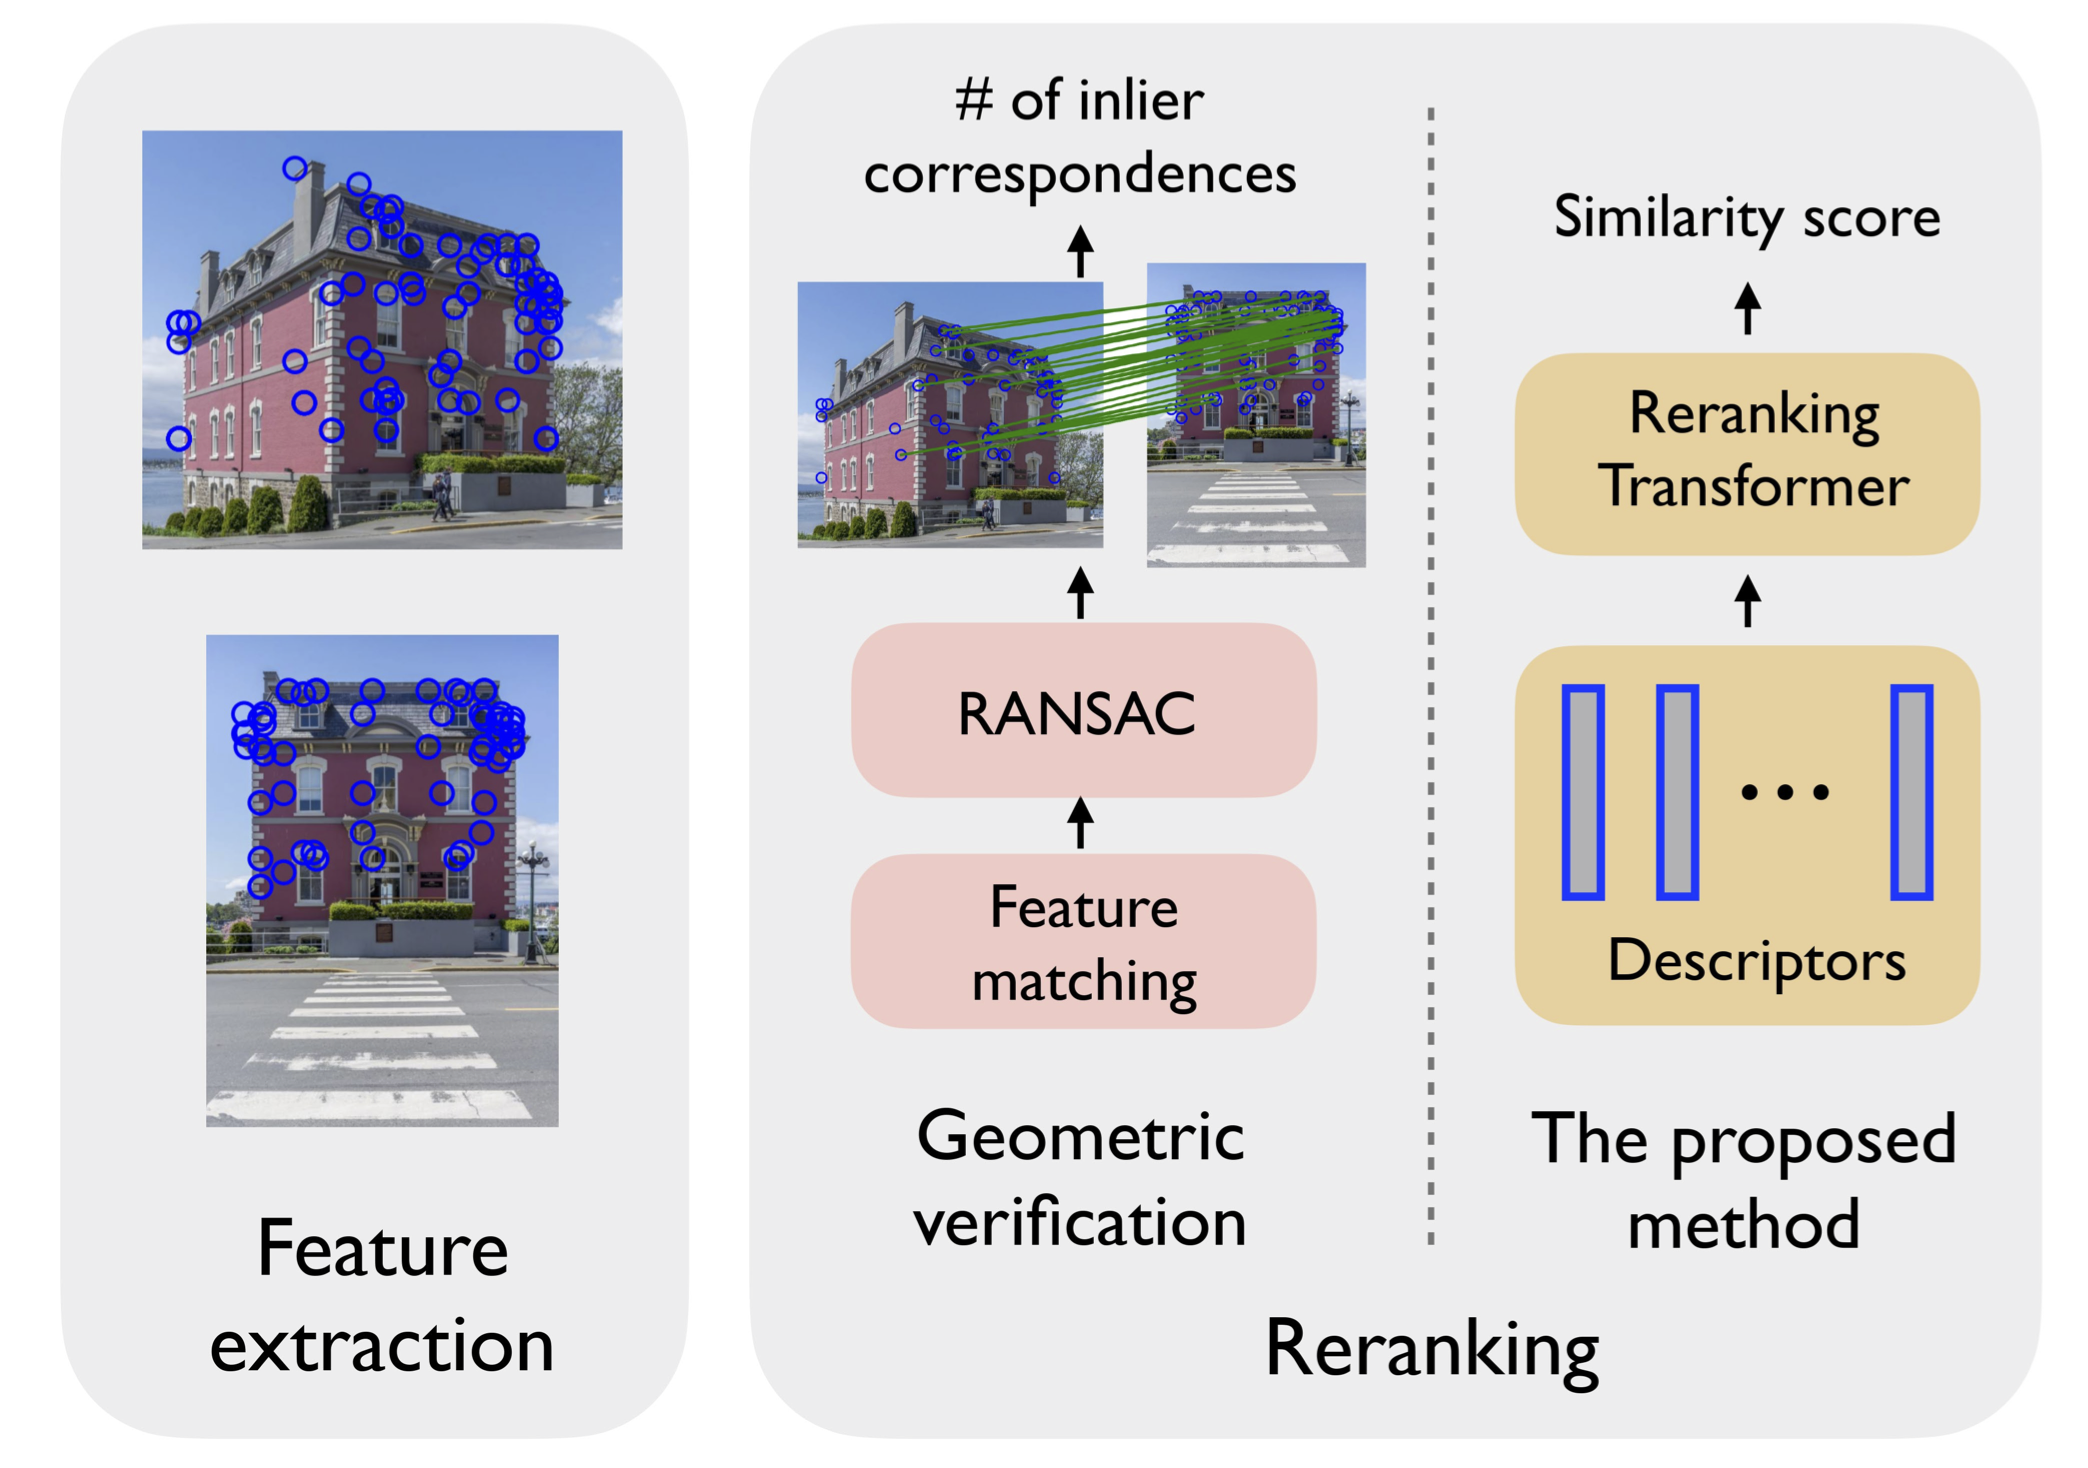 Feature
extraction
# of inlier
correspondences
RANSAC
Feature
matching
Geometric
verification
Similarity score
Reranking
Transformer
Descriptors
The proposed
method
Reranking